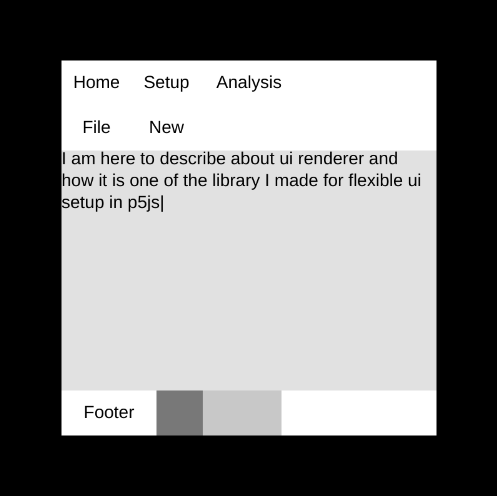 Home Setup Analysis
File New
I am here to describe about ui renderer and
how it is one of the library I made for flexible ui
setup in p5js|
Footer